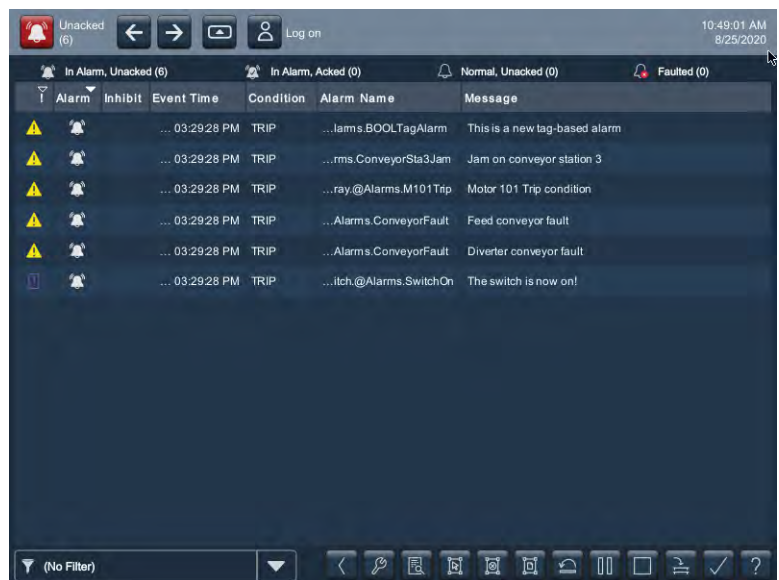 Unacked
(6)
Log on
10:49:01 AM
8/25/2020
In Alarm, Unacked (6) In Alarm, Acked (0) Normal, Unacked (0) Faulted (0)
! Alarm Inhibit Event Time Condition Alarm Name Message
... 03:29:28 PM TRIP ...larms.BOOLTagAlarm This is a new tag-based alarm
... 03:29:28 PM TRIP ...rms.ConveyorSta3Jam Jam on conveyor station 3
... 03:29:28 PM TRIP ...ray.@Alarms.M101Trip Motor 101 Trip condition
... 03:29:28 PM TRIP ...Alarms.ConveyorFault Feed conveyor fault
... 03:29:28 PM TRIP ...Alarms.ConveyorFault Diverter conveyor fault
... 03:29:28 PM TRIP ...itch.@Alarms.SwitchOn The switch is now on!
(No Filter)
?